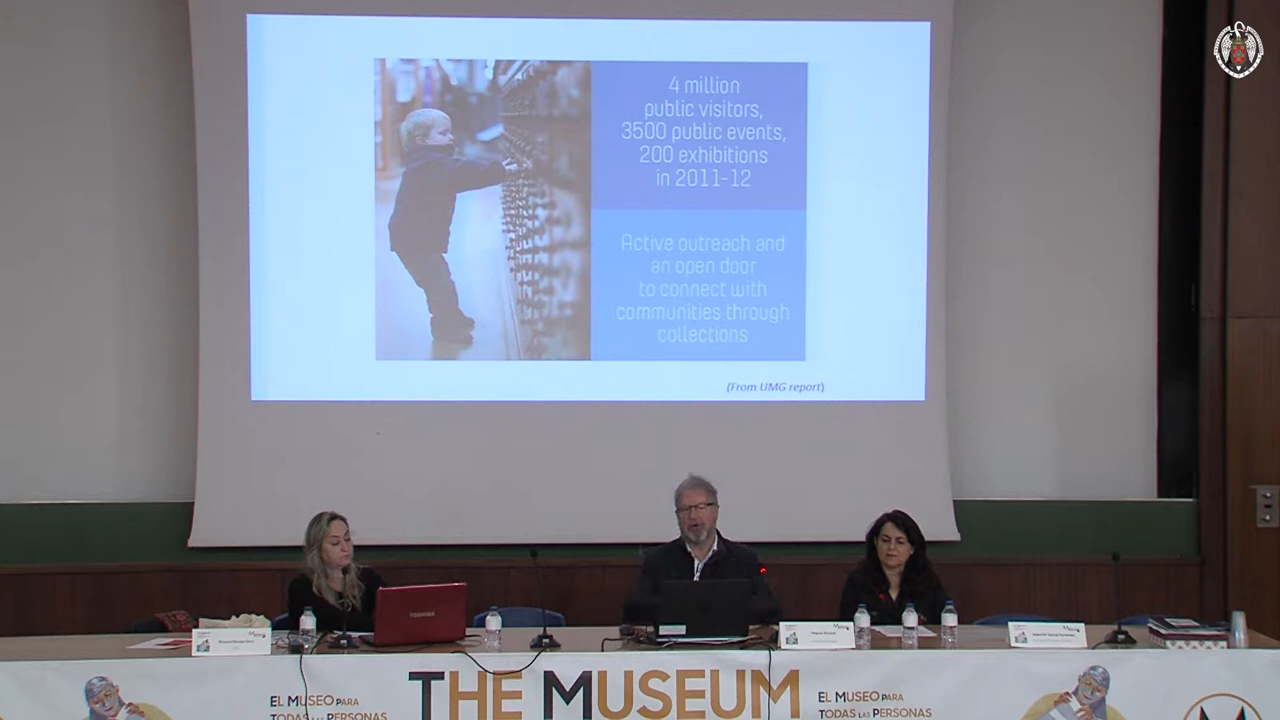 4 million
public visitors,
3500 public events,
200 exhibitions
in 2011-12
Active outreach and
an open door
to connect with
communities through
collections
(From UMG report)
TOSHIBA
EL MUSEO PARA
TODAS LAS PERSONAS
THE MUSEUM
EL MUSEO PARA
TODAS LAS PERSONAS